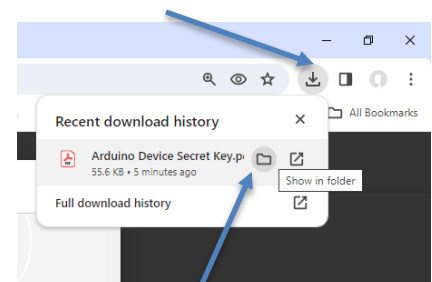 All Bookmarks
Recent download history
Arduino Device Secret Key.p
55.6 KB • 5 minutes ago
Show in folder
Full download history